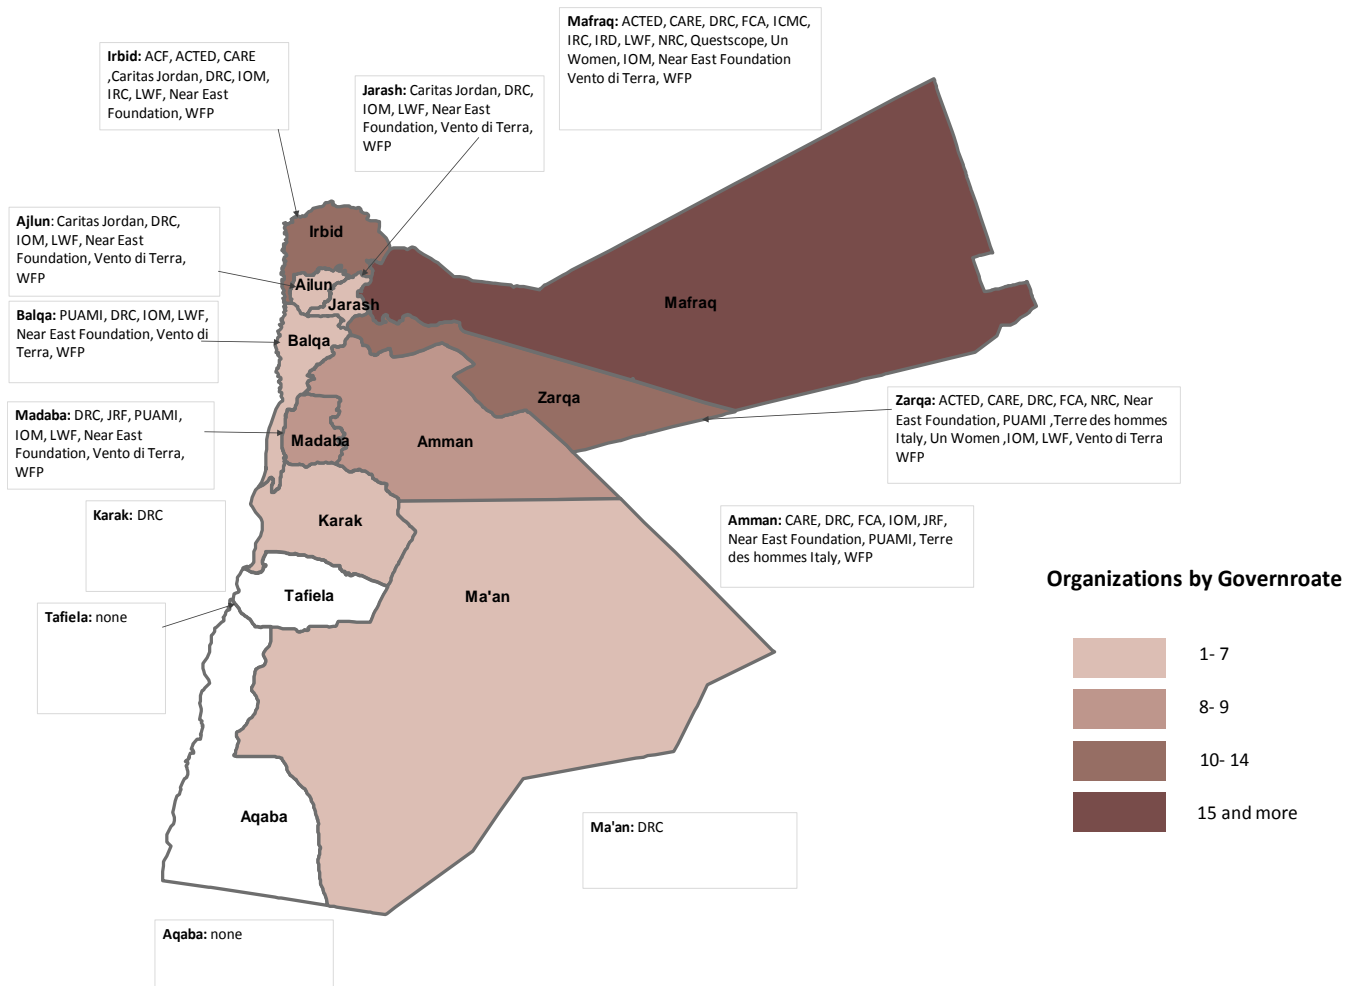 Mafraq: ACTED, CARE, DRC, FCA, ICMC,
IRC, IRD, LWF, NRC, Questscope, Un
Women, IOM, Near East Foundation
Vento di Terra, WFP
Irbid: ACF, ACTED, CARE
,Caritas Jordan, DRC, IOM,
IRC, LWF, Near East
Foundation, WFP
Jarash: Caritas Jordan, DRC,
IOM, LWF, Near East
Foundation, Vento di Terra,
WFP
Ajlun: Caritas Jordan, DRC,
IOM, LWF, Near East
Foundation, Vento di Terra,
WFP
Balqa: PUAMI, DRC, IOM, LWF,
Near East Foundation, Vento di
Terra, WFP
Madaba: DRC, JRF, PUAMI,
IOM, LWF, Near East
Foundation, Vento di Terra,
WFP
Karak: DRC
Tafiela: none
Irbid
Ajlun
Jarash
Mafraq
Balqa
Zarqa
Madaba
Amman
Karak
Tafiela
Ma'an
Aqaba
Zarqa: ACTED, CARE, DRC, FCA, NRC, Near
East Foundation, PUAMI ,Terre des hommes
Italy, Un Women ,IOM, LWF, Vento di Terra
WFP
Amman: CARE, DRC, FCA, IOM, JRF,
Near East Foundation, PUAMI, Terre
des hommes Italy, WFP
Organizations by Governroate
1- 7
8- 9
10- 14
15 and more
Ma'an: DRC
Aqaba: none